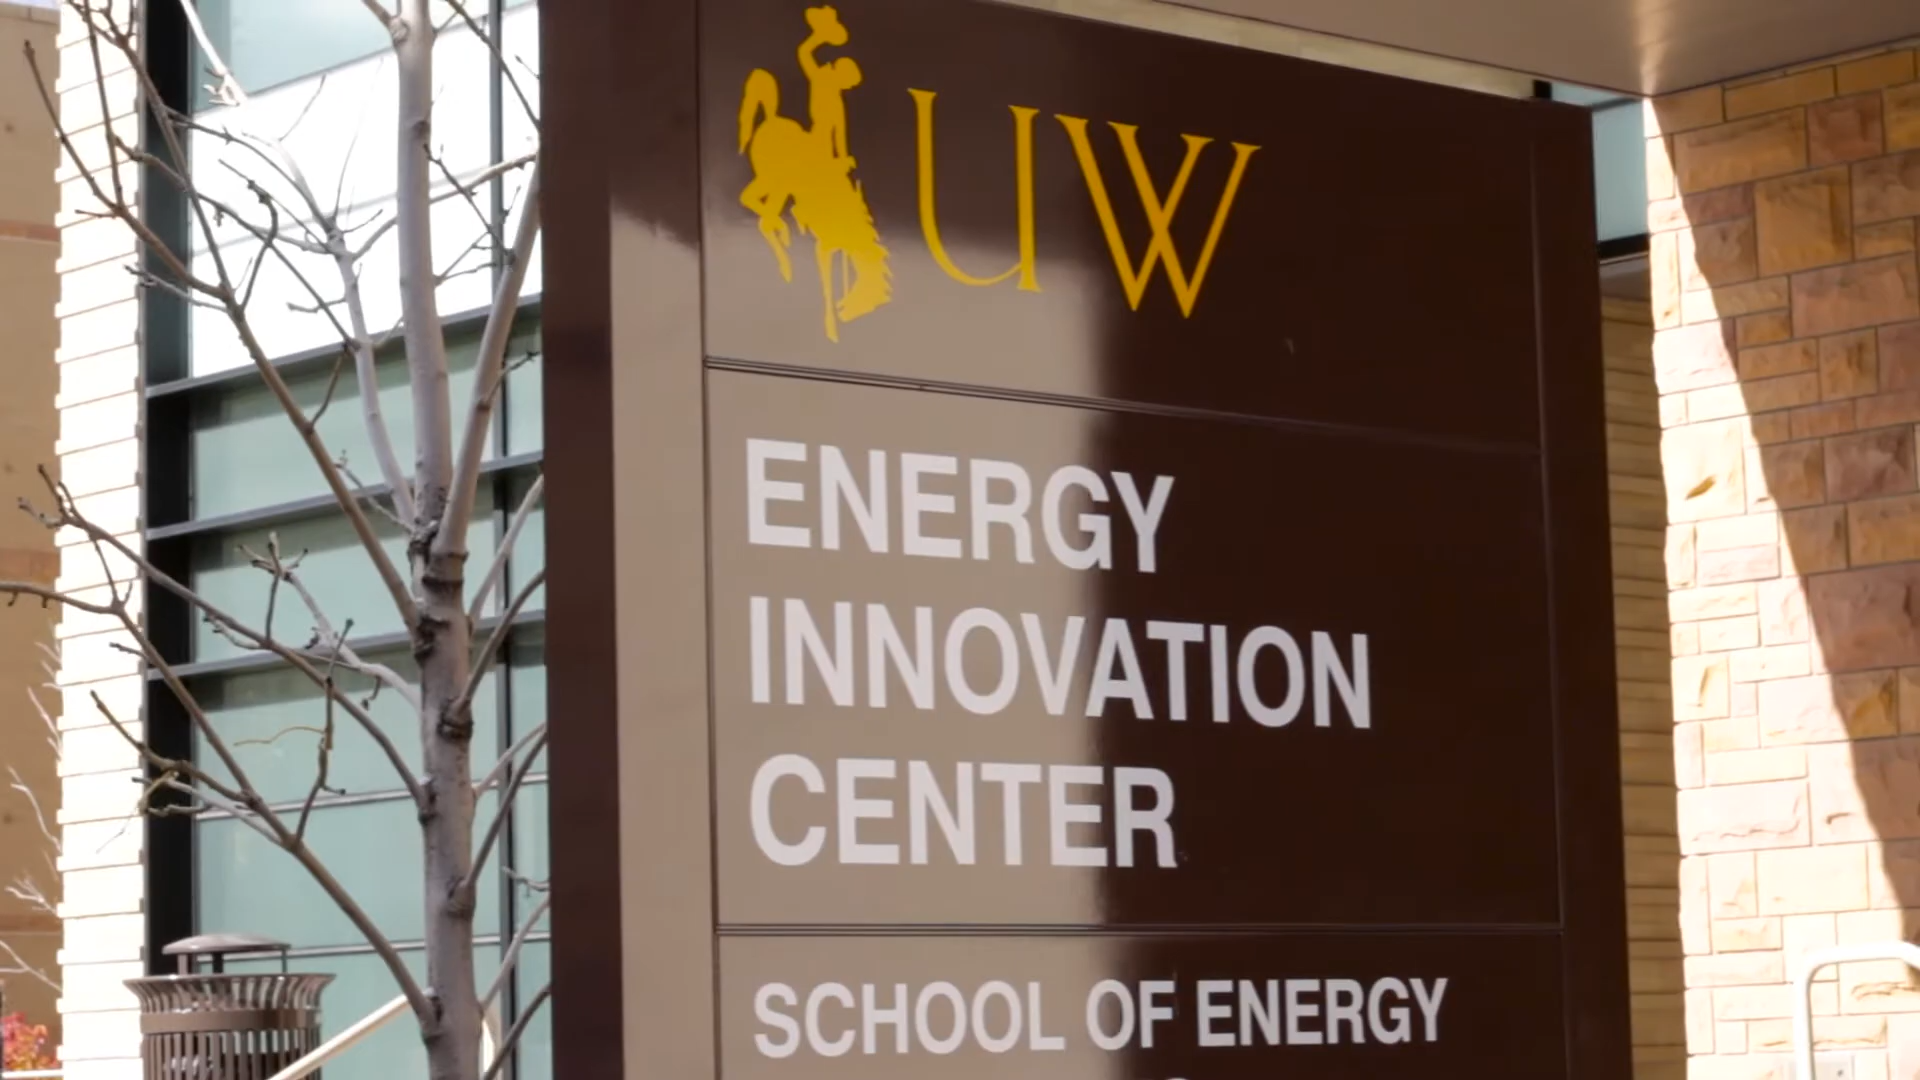 UW
ENERGY
INNOVATION
CENTER
SCHOOL OF ENERGY